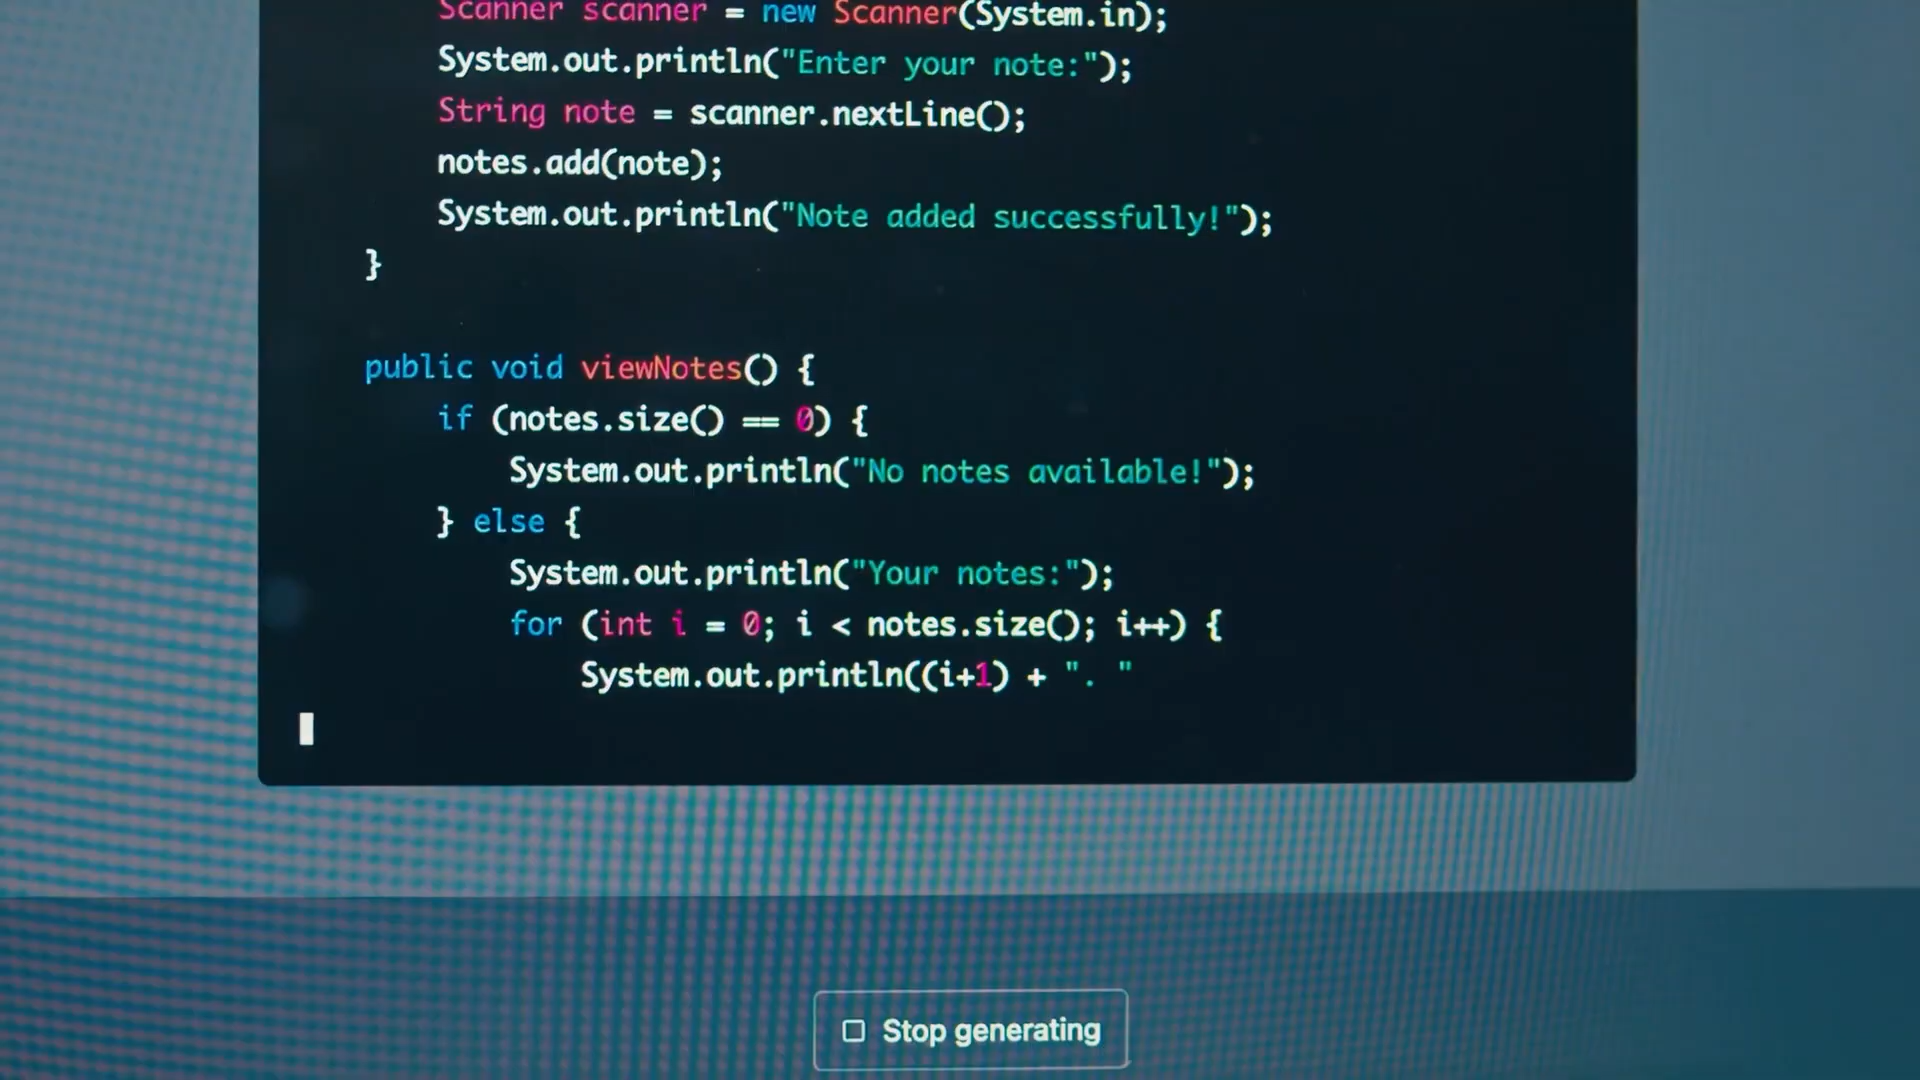 Scanner scanner = new Scanner(System.in);
System.out.println("Enter your note:");
String note = scanner.nextLine();
notes.add(note);
System.out.println("Note added successfully!");
}
public void viewNotes() {
if (notes.size() == 0) {
System.out.println("No notes available!");
} else {
System.out.println("Your notes:");
for (int i = 0; i < notes.size(); i++) {
System.out.println((i+1) + ". "
Stop generating